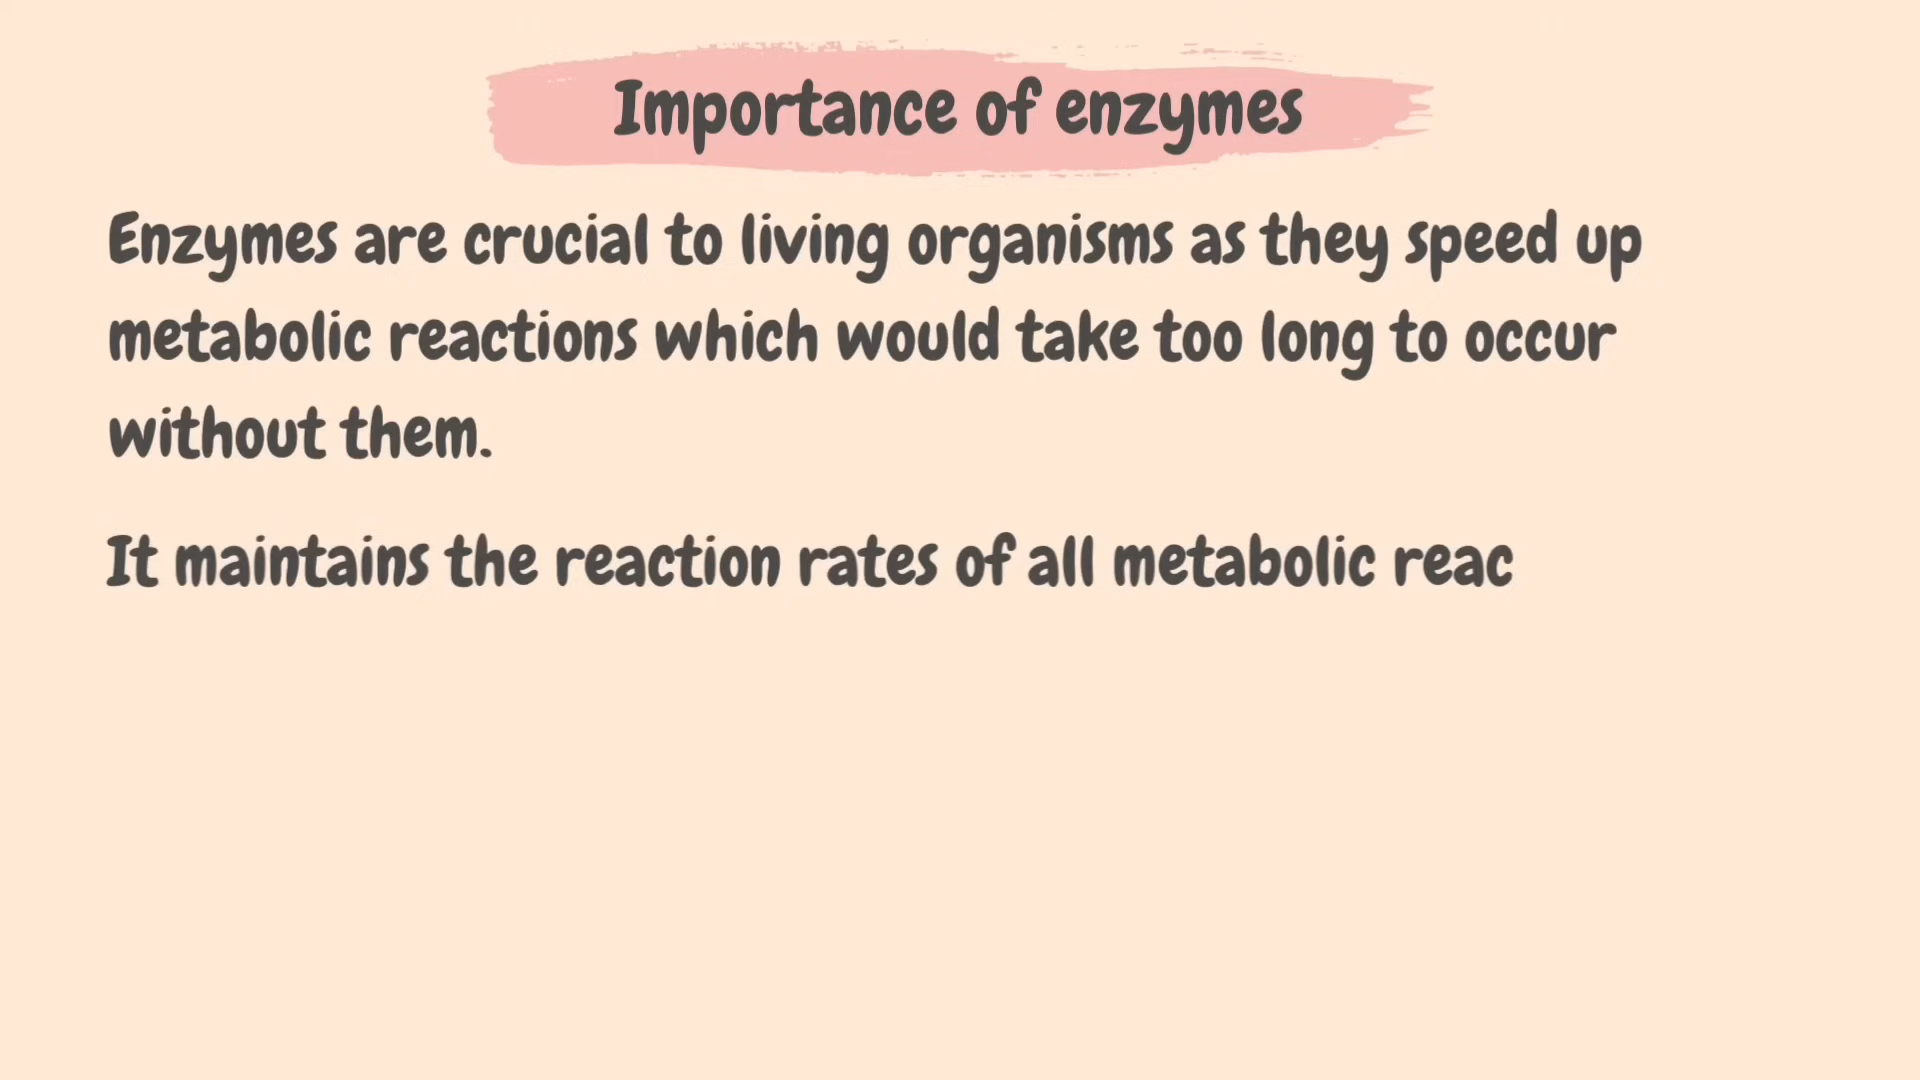 Importance of enzymes
Enzymes are crucial to living organisms as they speed up
metabolic reactions which would take too long to occur
without them.
It maintains the reaction rates of all metabolic reac